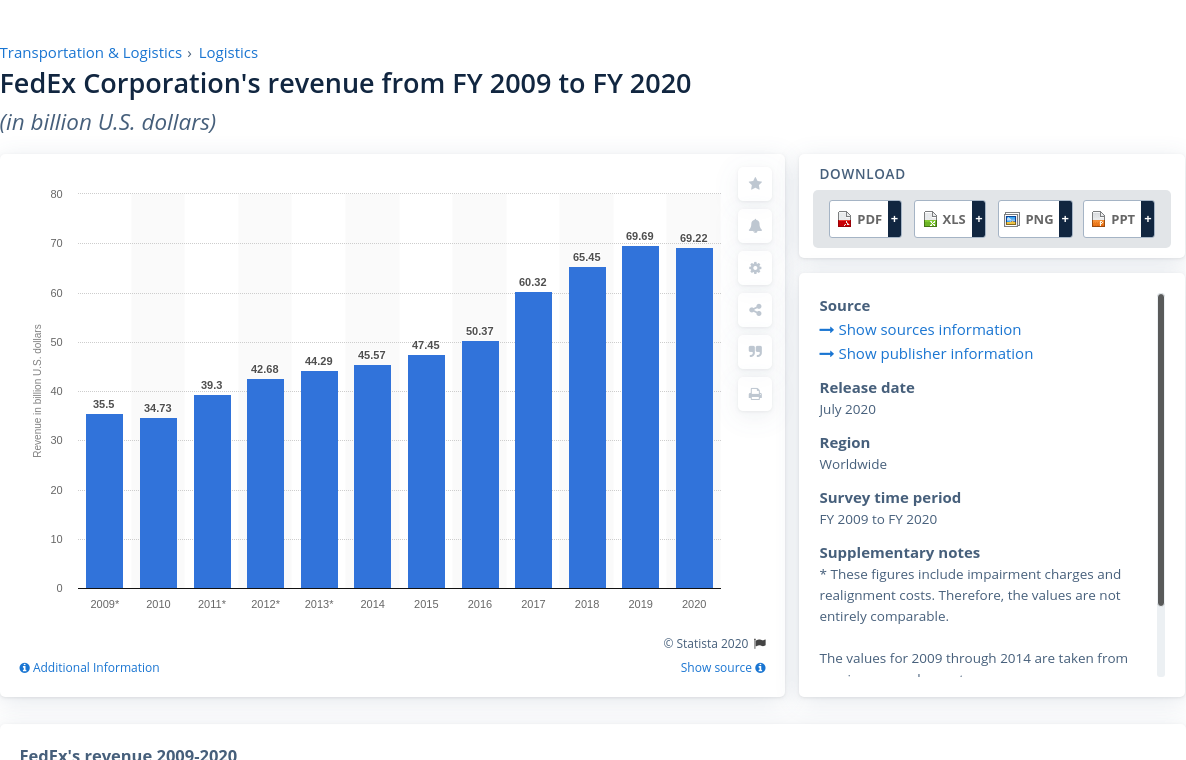 Transportation & Logistics › Logistics
FedEx Corporation's revenue from FY 2009 to FY 2020
(in billion U.S. dollars)
80
70
60
50
40
30
20
10
0
Revenue in billion U.S. dollars
35.5
34.73
39.3
42.68
44.29
45.57
47.45
50.37
60.32
65.45
69.69
69.22
2009* 2010 2011* 2012* 2013* 2014 2015 2016 2017 2018 2019 2020
© Statista 2020
Additional Information
Show source
DOWNLOAD
PDF + XLS + PNG + PPT +
Source
Show sources information
Show publisher information
Release date
July 2020
Region
Worldwide
Survey time period
FY 2009 to FY 2020
Supplementary notes
* These figures include impairment charges and
realignment costs. Therefore, the values are not
entirely comparable.
The values for 2009 through 2014 are taken from
FedEx's revenue 2009-2020